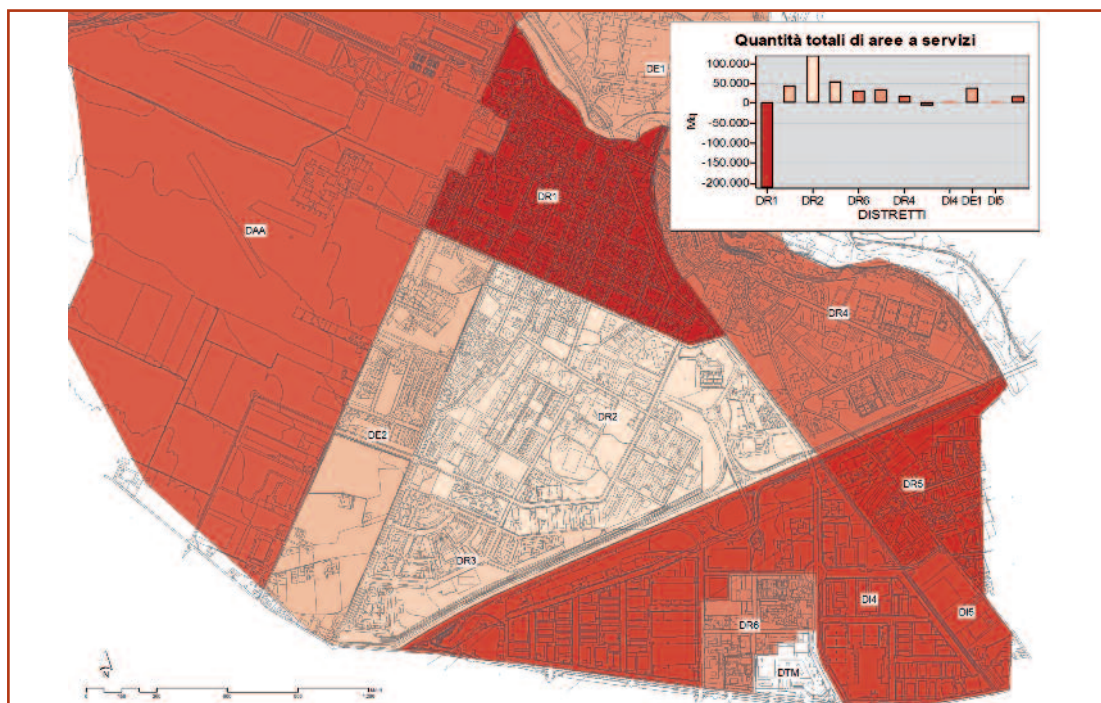 Quantità totali di aree a servizi
100.000
50.000
0
-50.000
-100.000
-150.000
-200.000
Mq
DR1 DR2 DR6 DR4 DI4 DE1 DI5
DISTRETTI
DE1
DR1
DAA
DR4
DR2
DE2
DR5
DR3
DI4
DI5
DR6
DTM